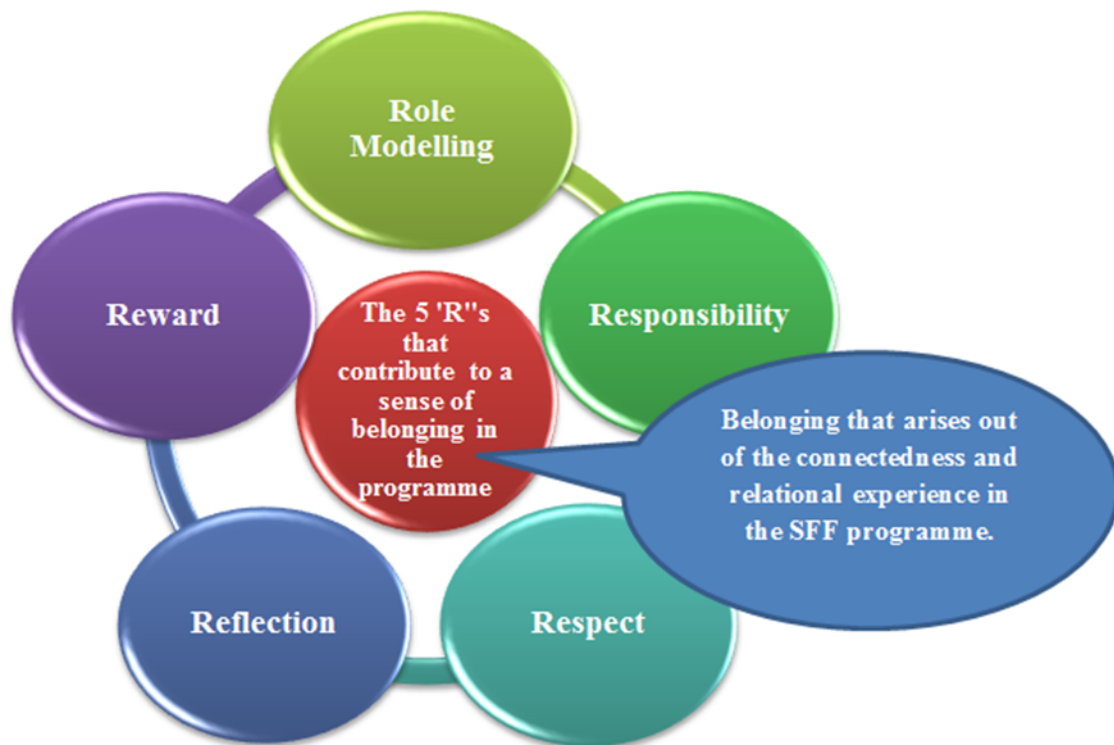 Role
Modelling
Reward
Responsibility
The 5 'R"s
that
contribute to a
sense of
belonging in
the
programme
Belonging that arises out
of the connectedness and
relational experience in
the SFF programme.
Reflection
Respect